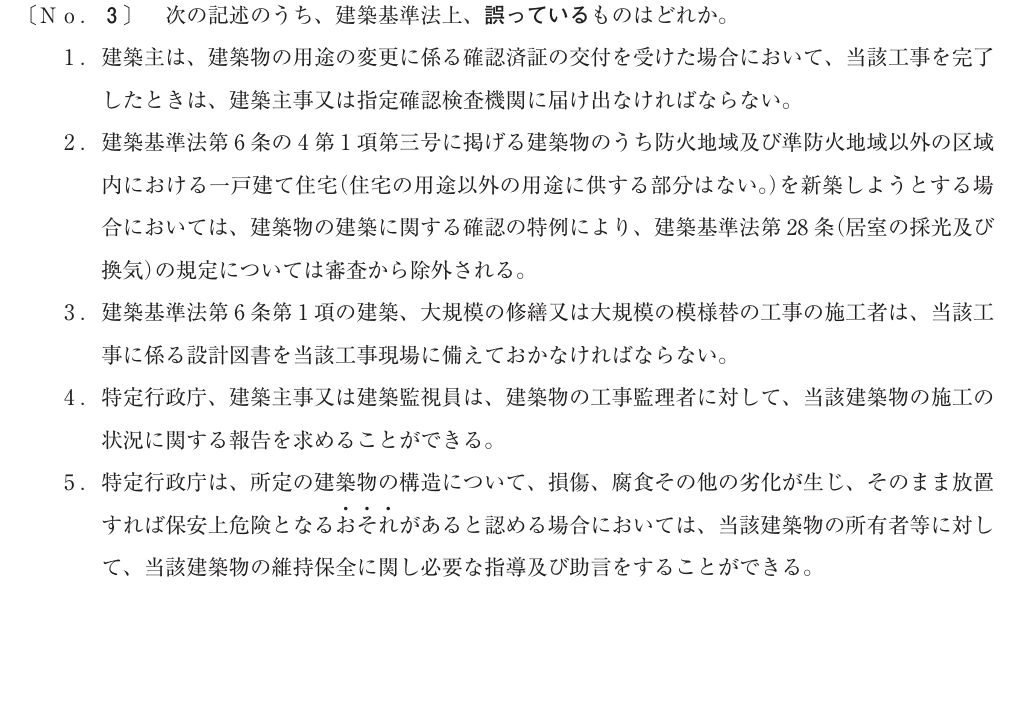 〔Ｎｏ． 3〕　次の記述のうち、建築基準法上、誤っているものはどれか。
１．建築主は、建築物の用途の変更に係る確認済証の交付を受けた場合において、当該工事を完了
したときは、建築主事又は指定確認検査機関に届け出なければならない。
２．建築基準法第６条の４第１項第三号に掲げる建築物のうち防火地域及び準防火地域以外の区域
内における一戸建て住宅（住宅の用途以外の用途に供する部分はない。）を新築しようとする場
合においては、建築物の建築に関する確認の特例により、建築基準法第28条（居室の採光及び
換気）の規定については審査から除外される。
３．建築基準法第６条第１項の建築、大規模の修繕又は大規模の模様替の工事の施工者は、当該工
事に係る設計図書を当該工事現場に備えておかなければならない。
４．特定行政庁、建築主事又は建築監視員は、建築物の工事監理者に対して、当該建築物の施工の
状況に関する報告を求めることができる。
５．特定行政庁は、所定の建築物の構造について、損傷、腐食その他の劣化が生じ、そのまま放置
すれば保安上危険となるおそれがあると認める場合においては、当該建築物の所有者等に対し
て、当該建築物の維持保全に関し必要な指導及び助言をすることができる。